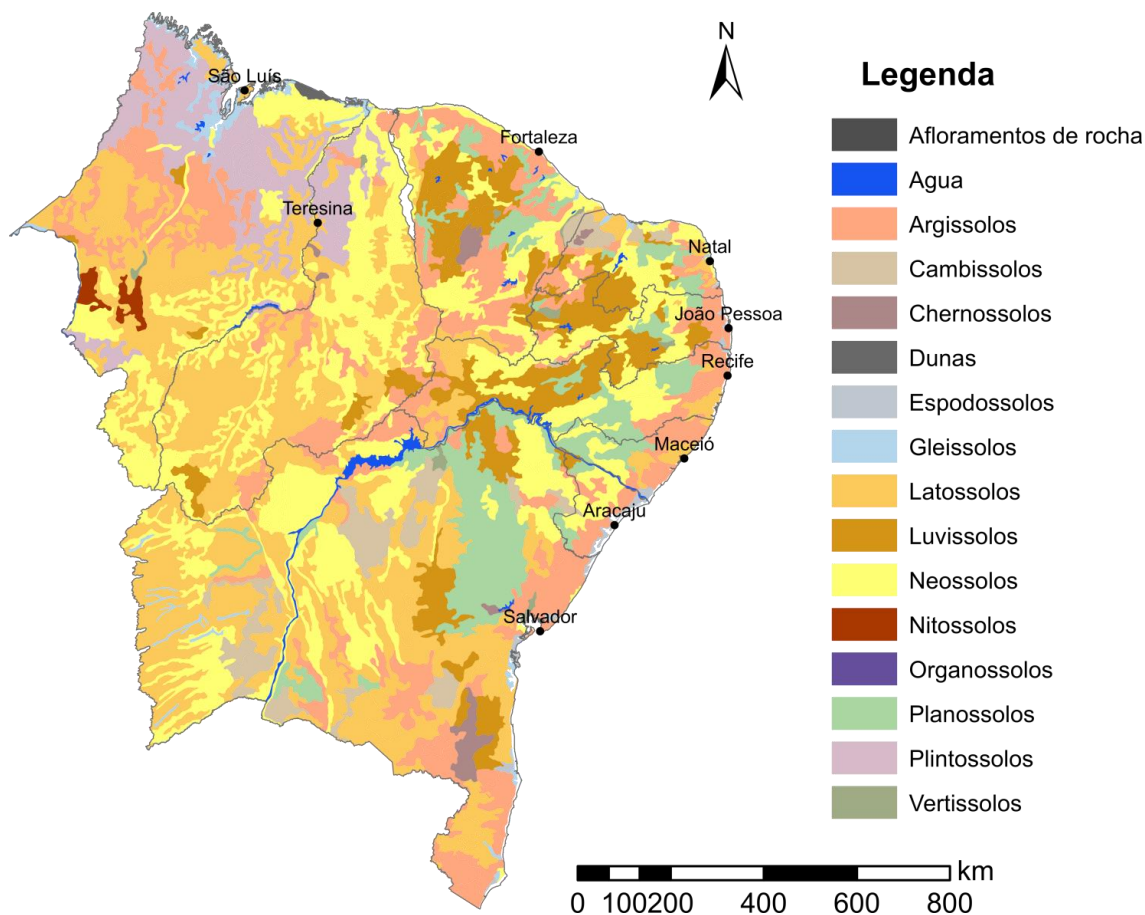 N
São Luís
Fortaleza
Teresina
Natal
João Pessoa
Recife
Maceió
Aracaju
Salvador
Legenda
Afloramentos de rocha
Agua
Argissolos
Cambissolos
Chernossolos
Dunas
Espodossolos
Gleissolos
Latossolos
Luvissolos
Neossolos
Nitossolos
Organossolos
Planossolos
Plintossolos
Vertissolos
km
0 100200 400 600 800